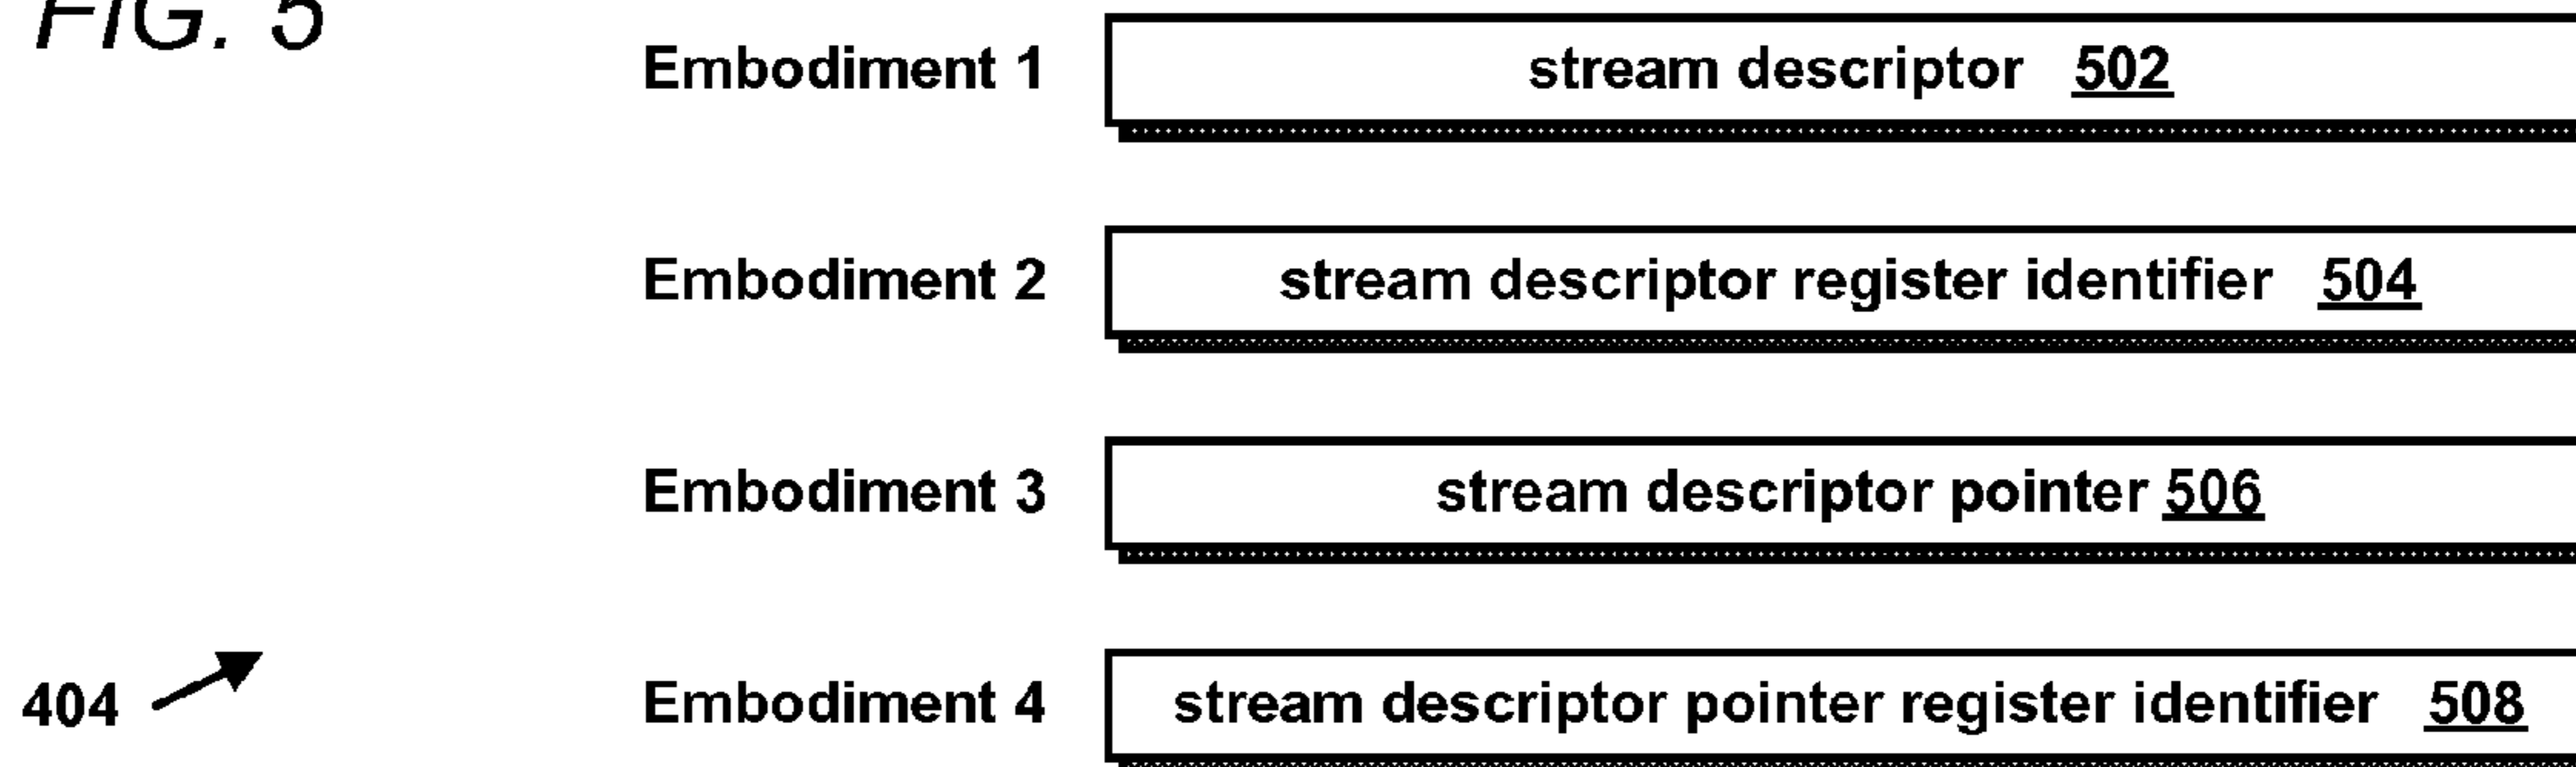 FIG. 5
Embodiment 1 stream descriptor 502
Embodiment 2 stream descriptor register identifier 504
Embodiment 3 stream descriptor pointer 506
404 Embodiment 4 stream descriptor pointer register identifier 508